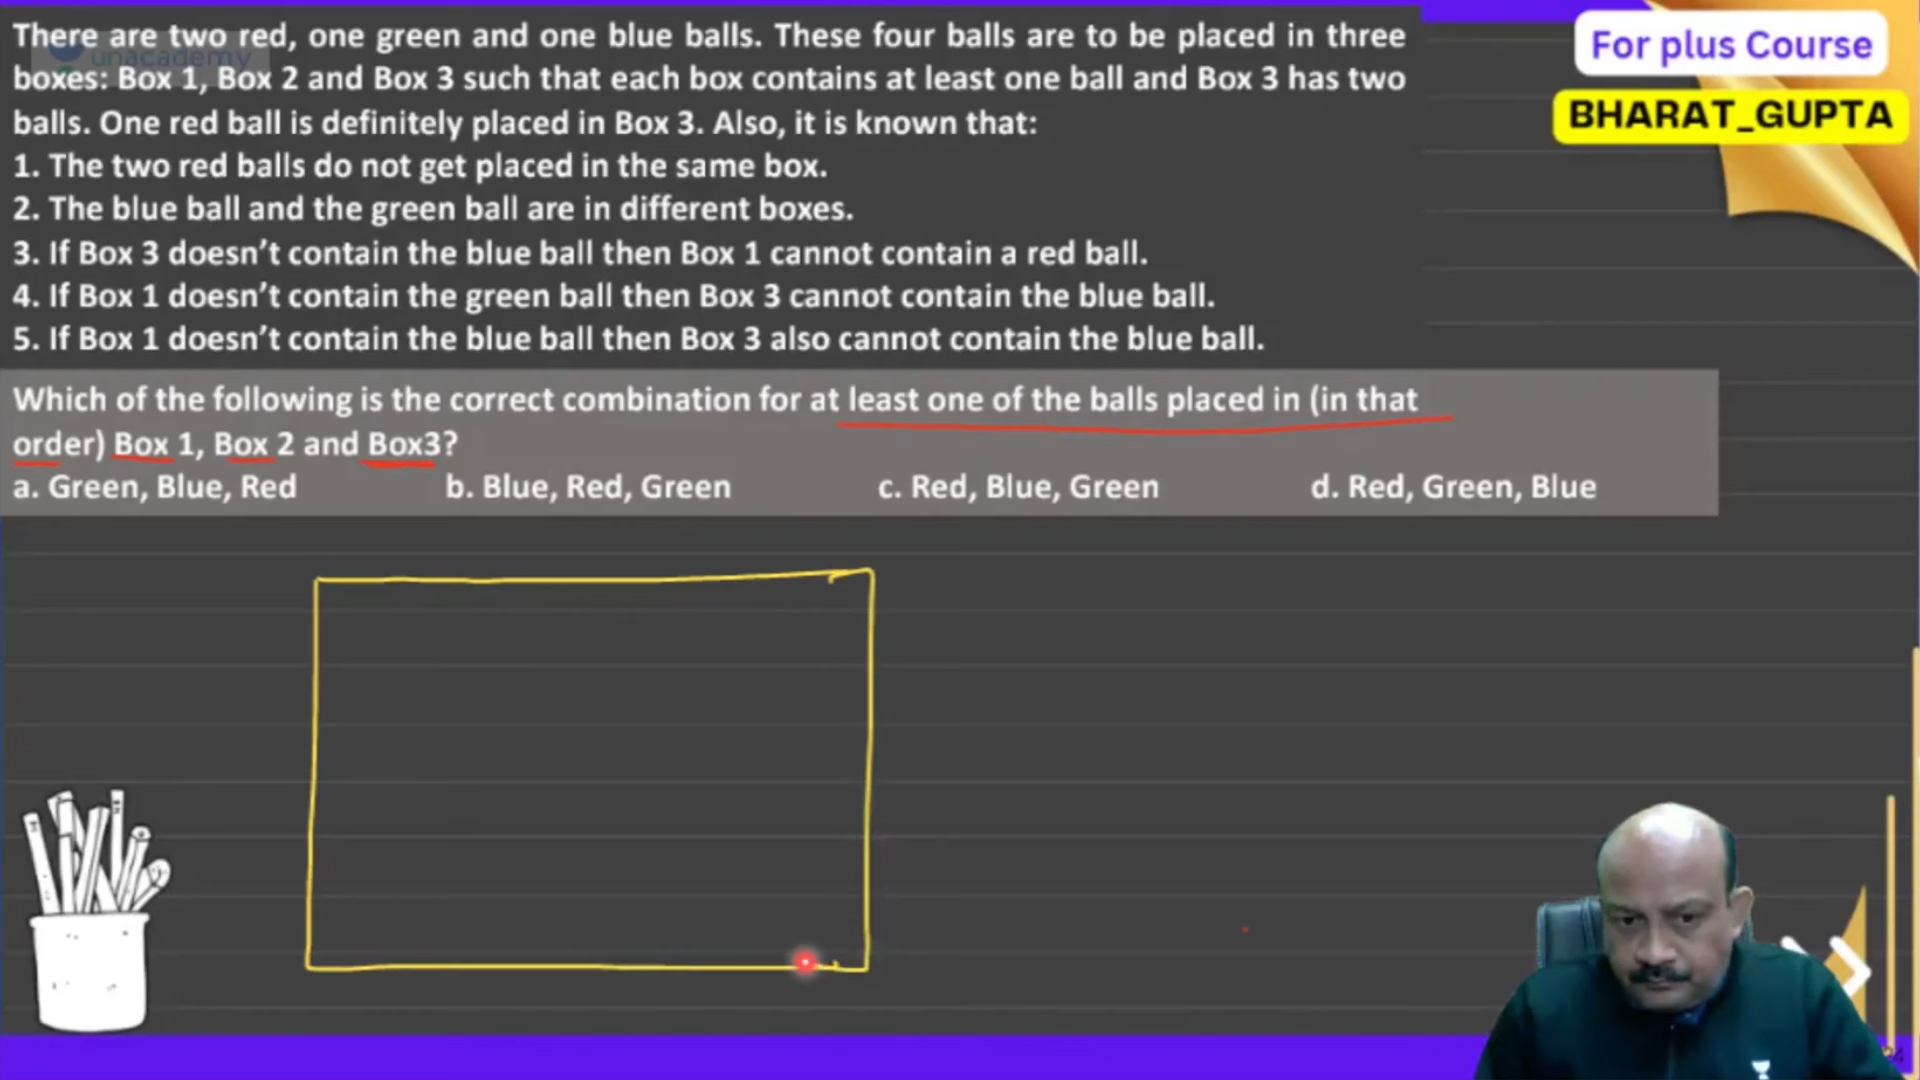 There are two red, one green and one blue balls. These four balls are to be placed in three
unacademy
boxes: Box 1, Box 2 and Box 3 such that each box contains at least one ball and Box 3 has two
balls. One red ball is definitely placed in Box 3. Also, it is known that:
1. The two red balls do not get placed in the same box.
2. The blue ball and the green ball are in different boxes.
3. If Box 3 doesn’t contain the blue ball then Box 1 cannot contain a red ball.
4. If Box 1 doesn’t contain the green ball then Box 3 cannot contain the blue ball.
5. If Box 1 doesn’t contain the blue ball then Box 3 also cannot contain the blue ball.
For plus Course
BHARAT_GUPTA
Which of the following is the correct combination for at least one of the balls placed in (in that
order) Box 1, Box 2 and Box3?
a. Green, Blue, Red b. Blue, Red, Green c. Red, Blue, Green d. Red, Green, Blue